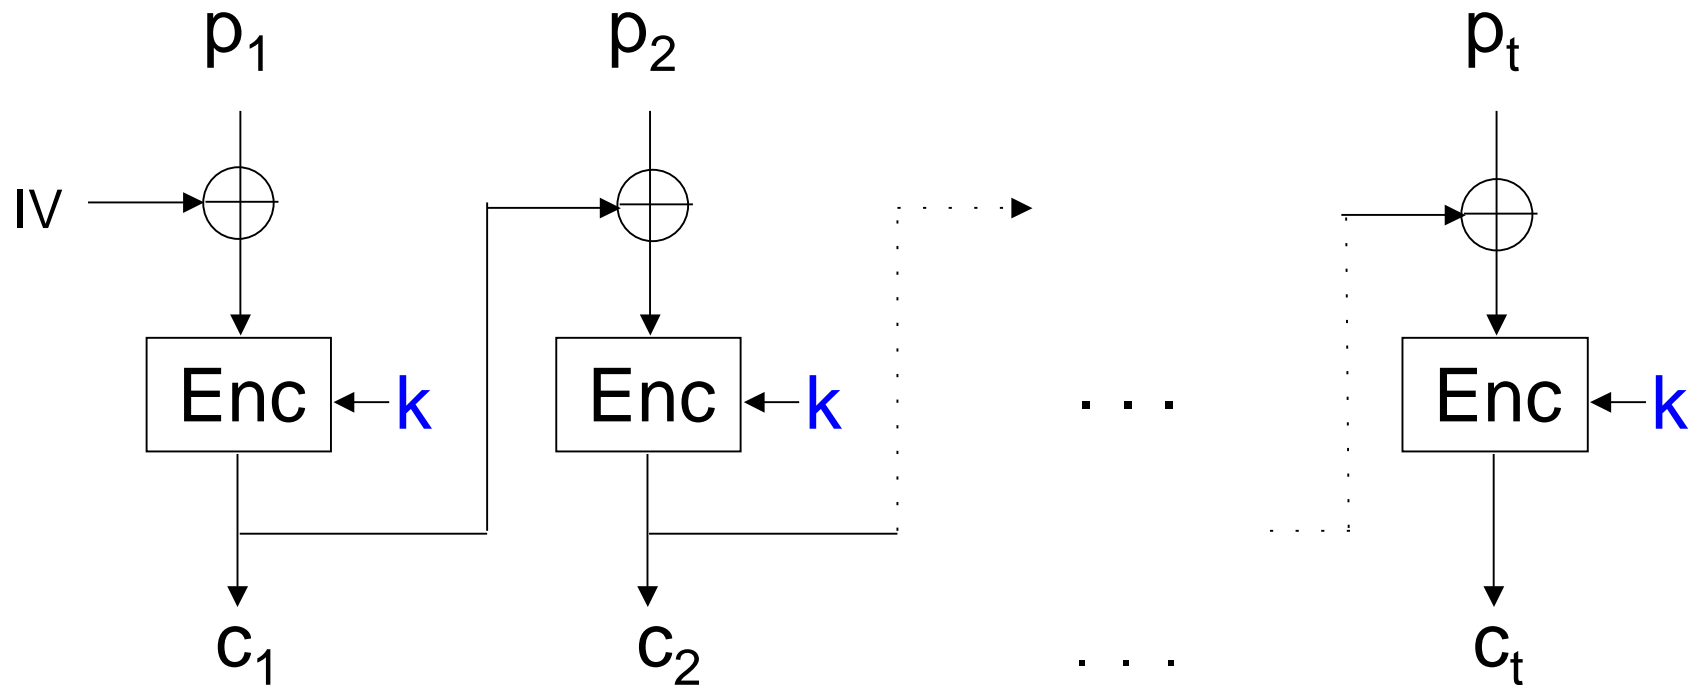 p₁ p₂ pₜ
IV
Enc k Enc k . . . Enc k
c₁ c₂ . . . cₜ